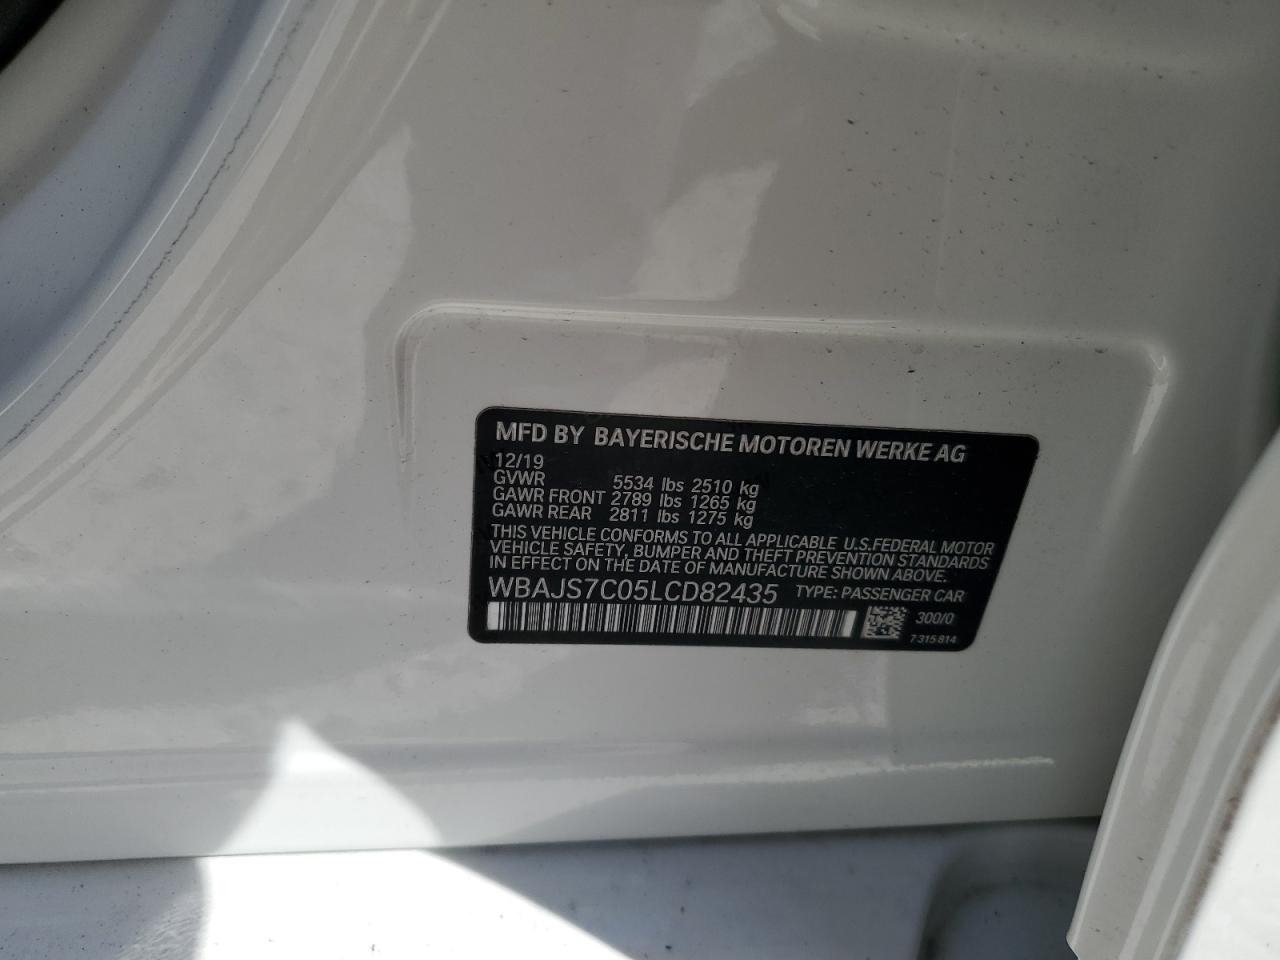 MFD BY BAYERISCHE MOTOREN WERKE AG
12/19
GVWR 5534 lbs 2510 kg
GAWR FRONT 2789 lbs 1265 kg
GAWR REAR 2811 lbs 1275 kg
THIS VEHICLE CONFORMS TO ALL APPLICABLE U.S.FEDERAL MOTOR
VEHICLE SAFETY, BUMPER AND THEFT PREVENTION STANDARDS
IN EFFECT ON THE DATE OF MANUFACTURE SHOWN ABOVE.
WBAJS7C05LCD82435 TYPE: PASSENGER CAR
300/0
7315814